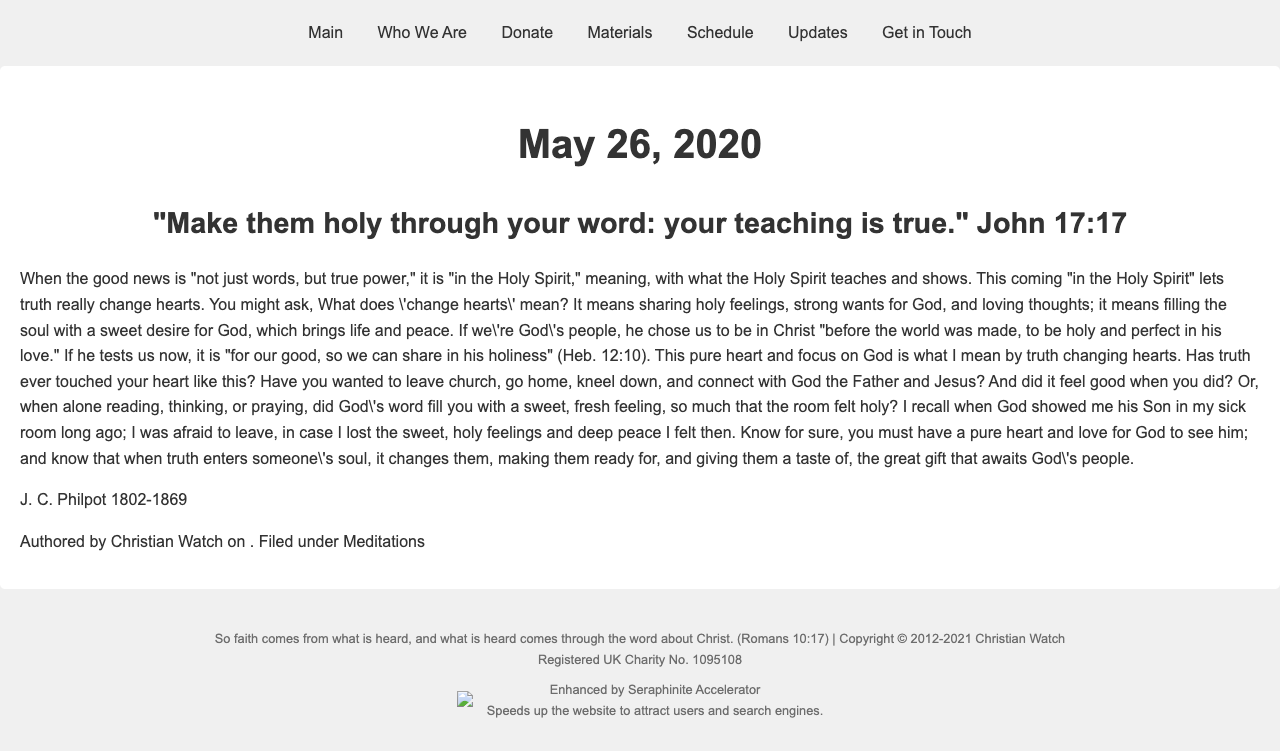 Main Who We Are Donate Materials Schedule Updates Get in Touch
May 26, 2020
"Make them holy through your word: your teaching is true." John 17:17
When the good news is "not just words, but true power," it is "in the Holy Spirit," meaning, with what the Holy Spirit teaches and shows. This coming "in the Holy Spirit" lets
truth really change hearts. You might ask, What does \'change hearts\' mean? It means sharing holy feelings, strong wants for God, and loving thoughts; it means filling the
soul with a sweet desire for God, which brings life and peace. If we\'re God\'s people, he chose us to be in Christ "before the world was made, to be holy and perfect in his
love." If he tests us now, it is "for our good, so we can share in his holiness" (Heb. 12:10). This pure heart and focus on God is what I mean by truth changing hearts. Has truth
ever touched your heart like this? Have you wanted to leave church, go home, kneel down, and connect with God the Father and Jesus? And did it feel good when you did? Or,
when alone reading, thinking, or praying, did God\'s word fill you with a sweet, fresh feeling, so much that the room felt holy? I recall when God showed me his Son in my sick
room long ago; I was afraid to leave, in case I lost the sweet, holy feelings and deep peace I felt then. Know for sure, you must have a pure heart and love for God to see him;
and know that when truth enters someone\'s soul, it changes them, making them ready for, and giving them a taste of, the great gift that awaits God\'s people.
J. C. Philpot 1802-1869
Authored by Christian Watch on . Filed under Meditations
So faith comes from what is heard, and what is heard comes through the word about Christ. (Romans 10:17) | Copyright © 2012-2021 Christian Watch
Registered UK Charity No. 1095108
Enhanced by Seraphinite Accelerator
Speeds up the website to attract users and search engines.